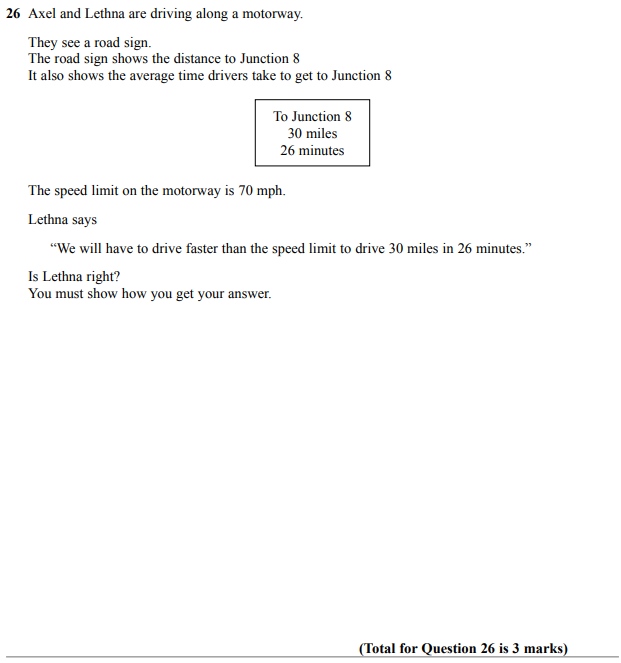 26 Axel and Lethna are driving along a motorway.
They see a road sign.
The road sign shows the distance to Junction 8
It also shows the average time drivers take to get to Junction 8
To Junction 8
30 miles
26 minutes
The speed limit on the motorway is 70 mph.
Lethna says
“We will have to drive faster than the speed limit to drive 30 miles in 26 minutes.”
Is Lethna right?
You must show how you get your answer.
(Total for Question 26 is 3 marks)